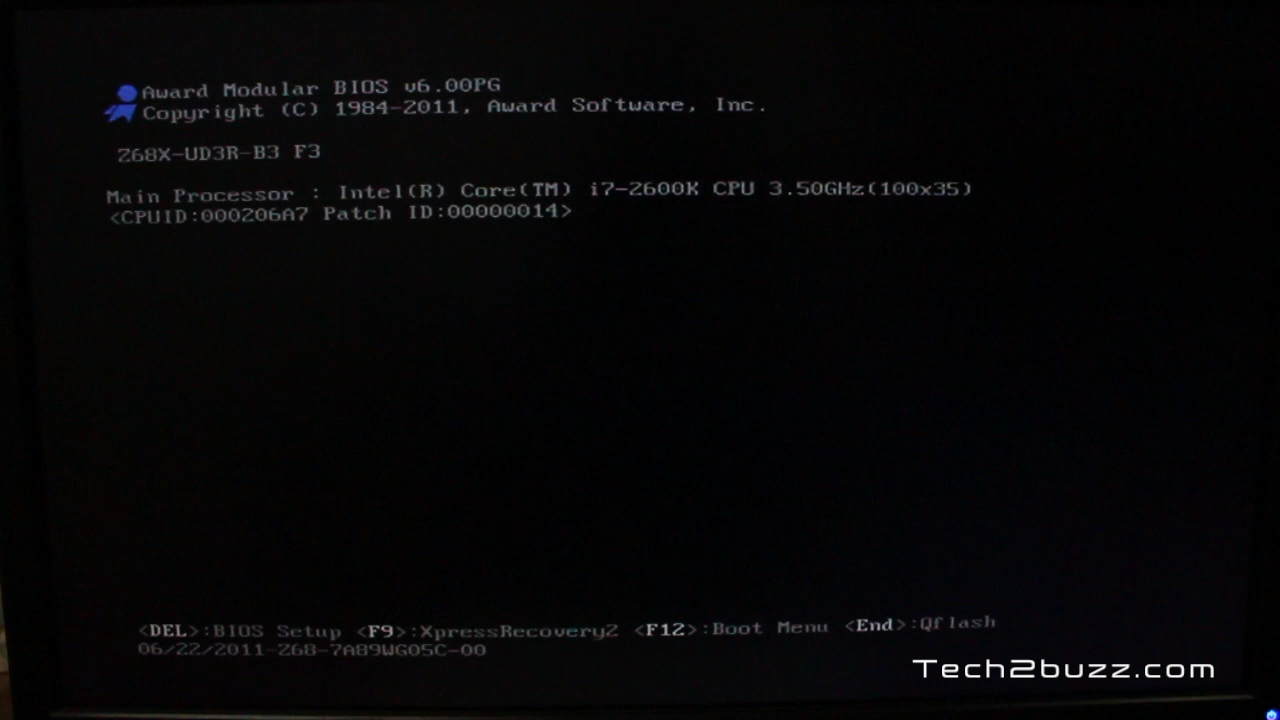 Award Modular BIOS v6.00PG
Copyright (C) 1984-2011, Award Software, Inc.
Z68X-UD3R-B3 F3
Main Processor : Intel(R) Core(TM) i7-2600K CPU 3.50GHz(100x35)
<CPUID:000206A7 Patch ID:00000014>
<DEL>:BIOS Setup <F9>:XpressRecovery2 <F12>:Boot Menu <End>:Qflash
06/22/2011-Z68-7A89WG05C-00
Tech2buzz.com